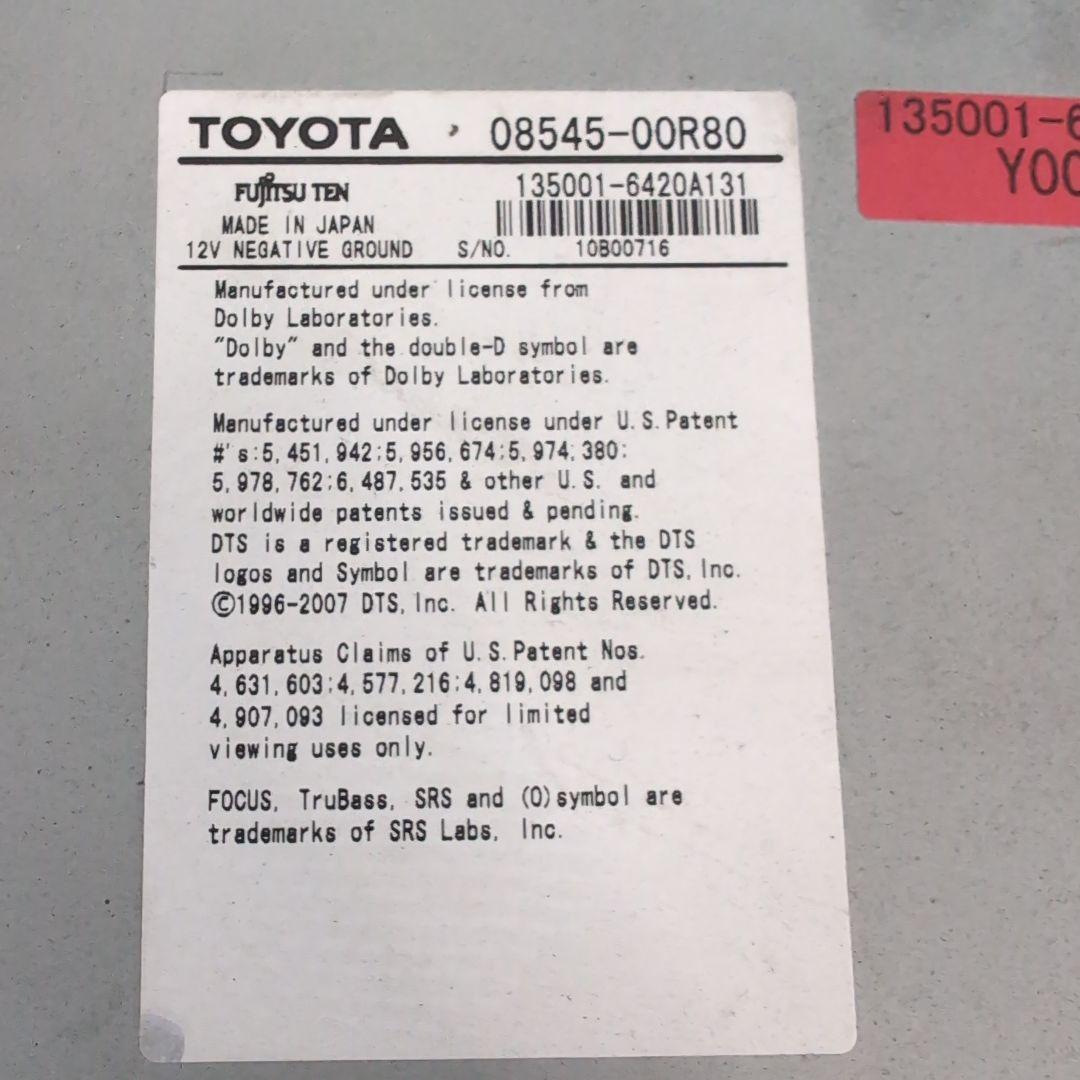 TOYOTA 08545-00R80
FUJITSU TEN 135001-6420A131
MADE IN JAPAN
12V NEGATIVE GROUND S/NO. 10B00716
Manufactured under license from
Dolby Laboratories.
"Dolby" and the double-D symbol are
trademarks of Dolby Laboratories.
Manufactured under license under U.S.Patent
#'s:5,451,942;5,956,674;5,974,380;
5,978,762;6,487,535 & other U.S. and
worldwide patents issued & pending.
DTS is a registered trademark & the DTS
logos and Symbol are trademarks of DTS,Inc.
©1996-2007 DTS,Inc. All Rights Reserved.
Apparatus Claims of U.S.Patent Nos.
4,631,603;4,577,216;4,819,098 and
4,907,093 licensed for limited
viewing uses only.
FOCUS, TruBass, SRS and (O)symbol are
trademarks of SRS Labs, Inc.
135001-6
Y00